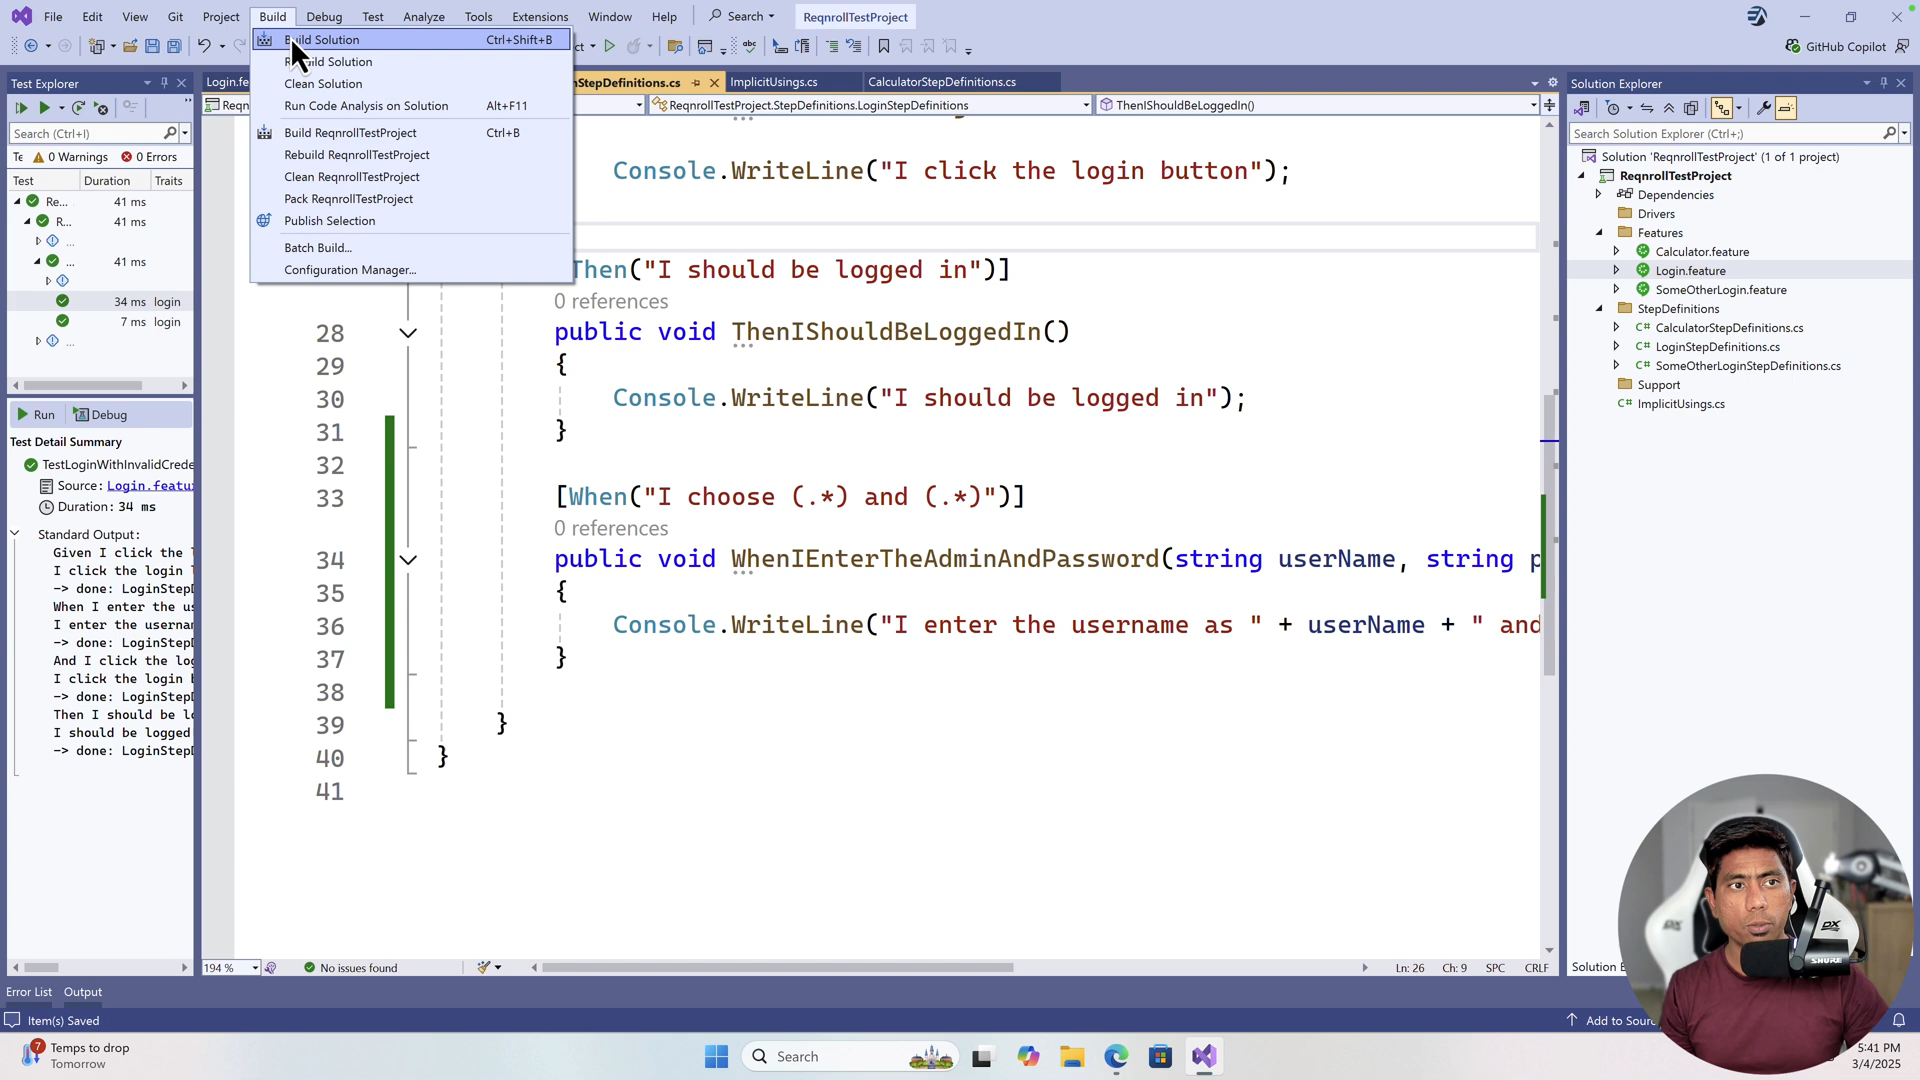 File Edit View Git Project Build Debug Test Analyze Tools Extensions Window Help Search ReqnrollTestProject
GitHub Copilot
Build Solution Ctrl+Shift+B
Solution
Clean Solution
Run Code Analysis on Solution Alt+F11
Build ReqnrollTestProject Ctrl+B
Rebuild ReqnrollTestProject
Clean ReqnrollTestProject
Pack ReqnrollTestProject
Publish Selection
Batch Build...
Configuration Manager...
Test Explorer
Search (Ctrl+I)
0 Warnings 0 Errors
Test Duration Traits
Re... 41 ms
R... 41 ms
...
... 41 ms
34 ms login
7 ms login
...
Run Debug
Test Detail Summary
TestLoginWithInvalidCrede
Source: Login.featu
Duration: 34 ms
Standard Output:
Given I click the
I click the login
-> done: LoginStep
When I enter the us
I enter the usernam
-> done: LoginStep
And I click the log
I click the login
-> done: LoginStep
Then I should be lo
I should be logged
-> done: LoginStep
Login.fe StepDefinitions.cs ImplicitUsings.cs CalculatorStepDefinitions.cs
Reqn ReqnrollTestProject.StepDefinitions.LoginStepDefinitions ThenIShouldBeLoggedIn()
Console.WriteLine("I click the login button");
Then("I should be logged in")]
0 references
28 public void ThenIShouldBeLoggedIn()
29 {
30 Console.WriteLine("I should be logged in");
31 }
32
33 [When("I choose (.*) and (.*)")]
0 references
34 public void WhenIEnterTheAdminAndPassword(string userName, string p
35 {
36 Console.WriteLine("I enter the username as " + userName + " and
37 }
38
39 }
40 }
41
194 % No issues found Ln: 26 Ch: 9 SPC CRLF
Solution Explorer
Search Solution Explorer (Ctrl+;)
Solution 'ReqnrollTestProject' (1 of 1 project)
ReqnrollTestProject
Dependencies
Drivers
Features
Calculator.feature
Login.feature
SomeOtherLogin.feature
StepDefinitions
C# CalculatorStepDefinitions.cs
C# LoginStepDefinitions.cs
C# SomeOtherLoginStepDefinitions.cs
Support
C# ImplicitUsings.cs
Solution E
Error List Output
Item(s) Saved
Add to Sourc
7 Temps to drop
Tomorrow
Search
5:41 PM
3/4/2025
DX
SHURE